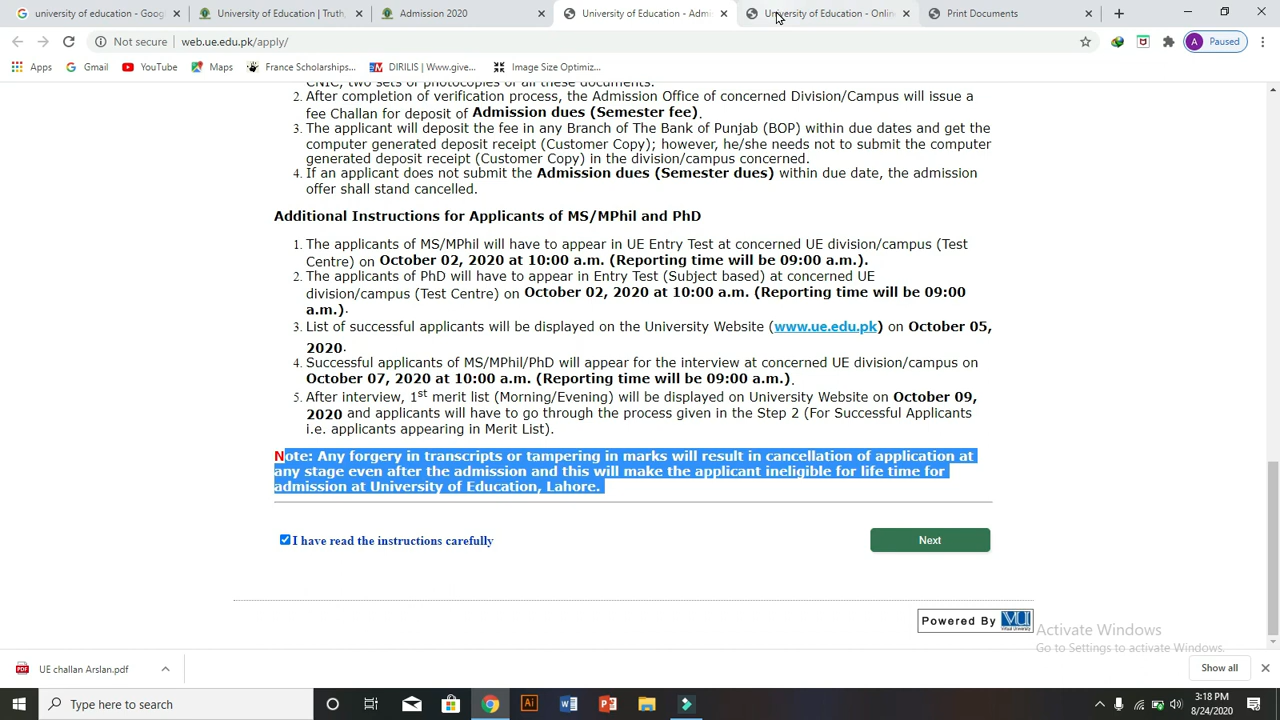 university of education - Goog
University of Education | Truth,
Admission 2020
University of Education - Admi
University of Education - Onlin
Print Documents
Not secure
web.ue.edu.pk/apply/
Paused
A
Apps
Gmail
YouTube
Maps
France Scholarships...
DIRILIS | Www.give...
Image Size Optimiz...
CNIC, two sets of photocopies of all these documents.
2. After completion of verification process, the Admission Office of concerned Division/Campus will issue a
fee Challan for deposit of Admission dues (Semester fee).
3. The applicant will deposit the fee in any Branch of The Bank of Punjab (BOP) within due dates and get the
computer generated deposit receipt (Customer Copy); however, he/she needs not to submit the computer
generated deposit receipt (Customer Copy) in the division/campus concerned.
4. If an applicant does not submit the Admission dues (Semester dues) within due date, the admission
offer shall stand cancelled.
Additional Instructions for Applicants of MS/MPhil and PhD
1. The applicants of MS/MPhil will have to appear in UE Entry Test at concerned UE division/campus (Test
Centre) on October 02, 2020 at 10:00 a.m. (Reporting time will be 09:00 a.m.).
2. The applicants of PhD will have to appear in Entry Test (Subject based) at concerned UE
division/campus (Test Centre) on October 02, 2020 at 10:00 a.m. (Reporting time will be 09:00
a.m.).
3. List of successful applicants will be displayed on the University Website (www.ue.edu.pk) on October 05,
2020.
4. Successful applicants of MS/MPhil/PhD will appear for the interview at concerned UE division/campus on
October 07, 2020 at 10:00 a.m. (Reporting time will be 09:00 a.m.).
5. After interview, 1st merit list (Morning/Evening) will be displayed on University Website on October 09,
2020 and applicants will have to go through the process given in the Step 2 (For Successful Applicants
i.e. applicants appearing in Merit List).
Note: Any forgery in transcripts or tampering in marks will result in cancellation of application at
any stage even after the admission and this will make the applicant ineligible for life time for
admission at University of Education, Lahore.
I have read the instructions carefully
Next
Powered By VU
Activate Windows
Go to Settings to activate Windows.
UE challan Arslan.pdf
Show all
Type here to search
3:18 PM
8/24/2020